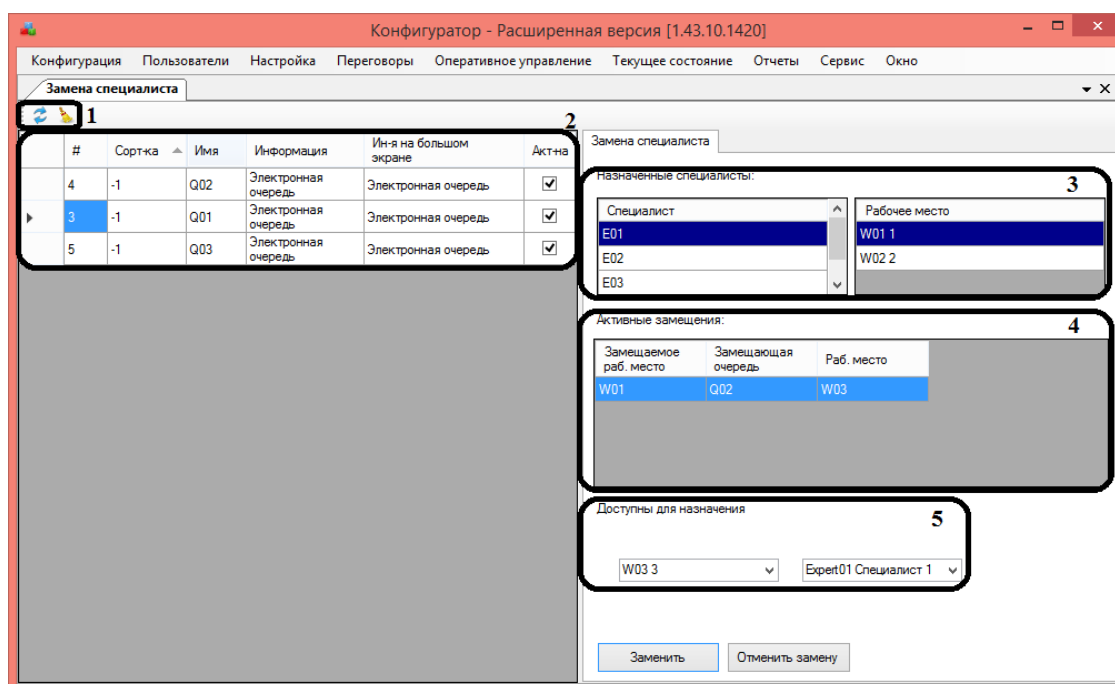 Конфигуратор - Расширенная версия [1.43.10.1420]
Конфигурация Пользователи Настройка Переговоры Оперативное управление Текущее состояние Отчеты Сервис Окно
Замена специалиста
1
2
# Сорт-ка Имя Информация Ин-я на большом экране Акт-на
4 -1 Q02 Электронная очередь Электронная очередь
3 -1 Q01 Электронная очередь Электронная очередь
5 -1 Q03 Электронная очередь Электронная очередь
Замена специалиста
Назначенные специалисты:
3
Специалист Рабочее место
E01 W01 1
E02 W02 2
E03
Активные замещения:
4
Замещаемое раб. место Замещающая очередь Раб. место
W01 Q02 W03
Доступны для назначения
5
W03 3 Expert01 Специалист 1
Заменить Отменить замену